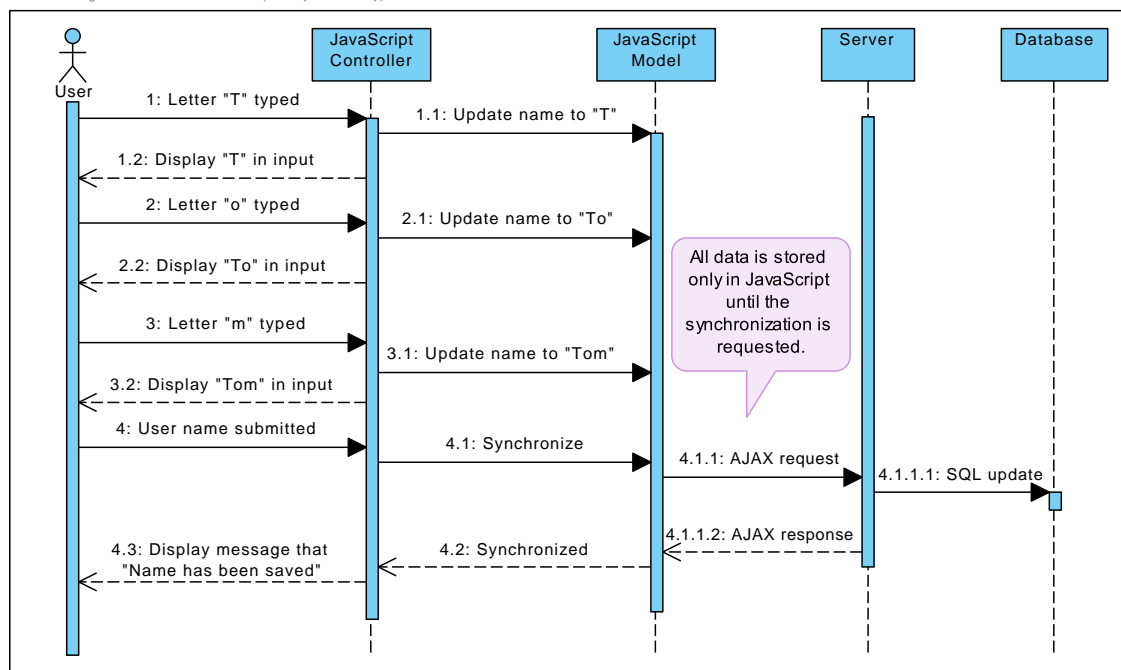 JavaScript
Controller
JavaScript
Model
Server
Database
User
1: Letter "T" typed
1.1: Update name to "T"
1.2: Display "T" in input
2: Letter "o" typed
2.1: Update name to "To"
2.2: Display "To" in input
All data is stored
only in JavaScript
until the
synchronization is
requested.
3: Letter "m" typed
3.1: Update name to "Tom"
3.2: Display "Tom" in input
4: User name submitted
4.1: Synchronize
4.1.1: AJAX request
4.1.1.1: SQL update
4.1.1.2: AJAX response
4.2: Synchronized
4.3: Display message that
"Name has been saved"